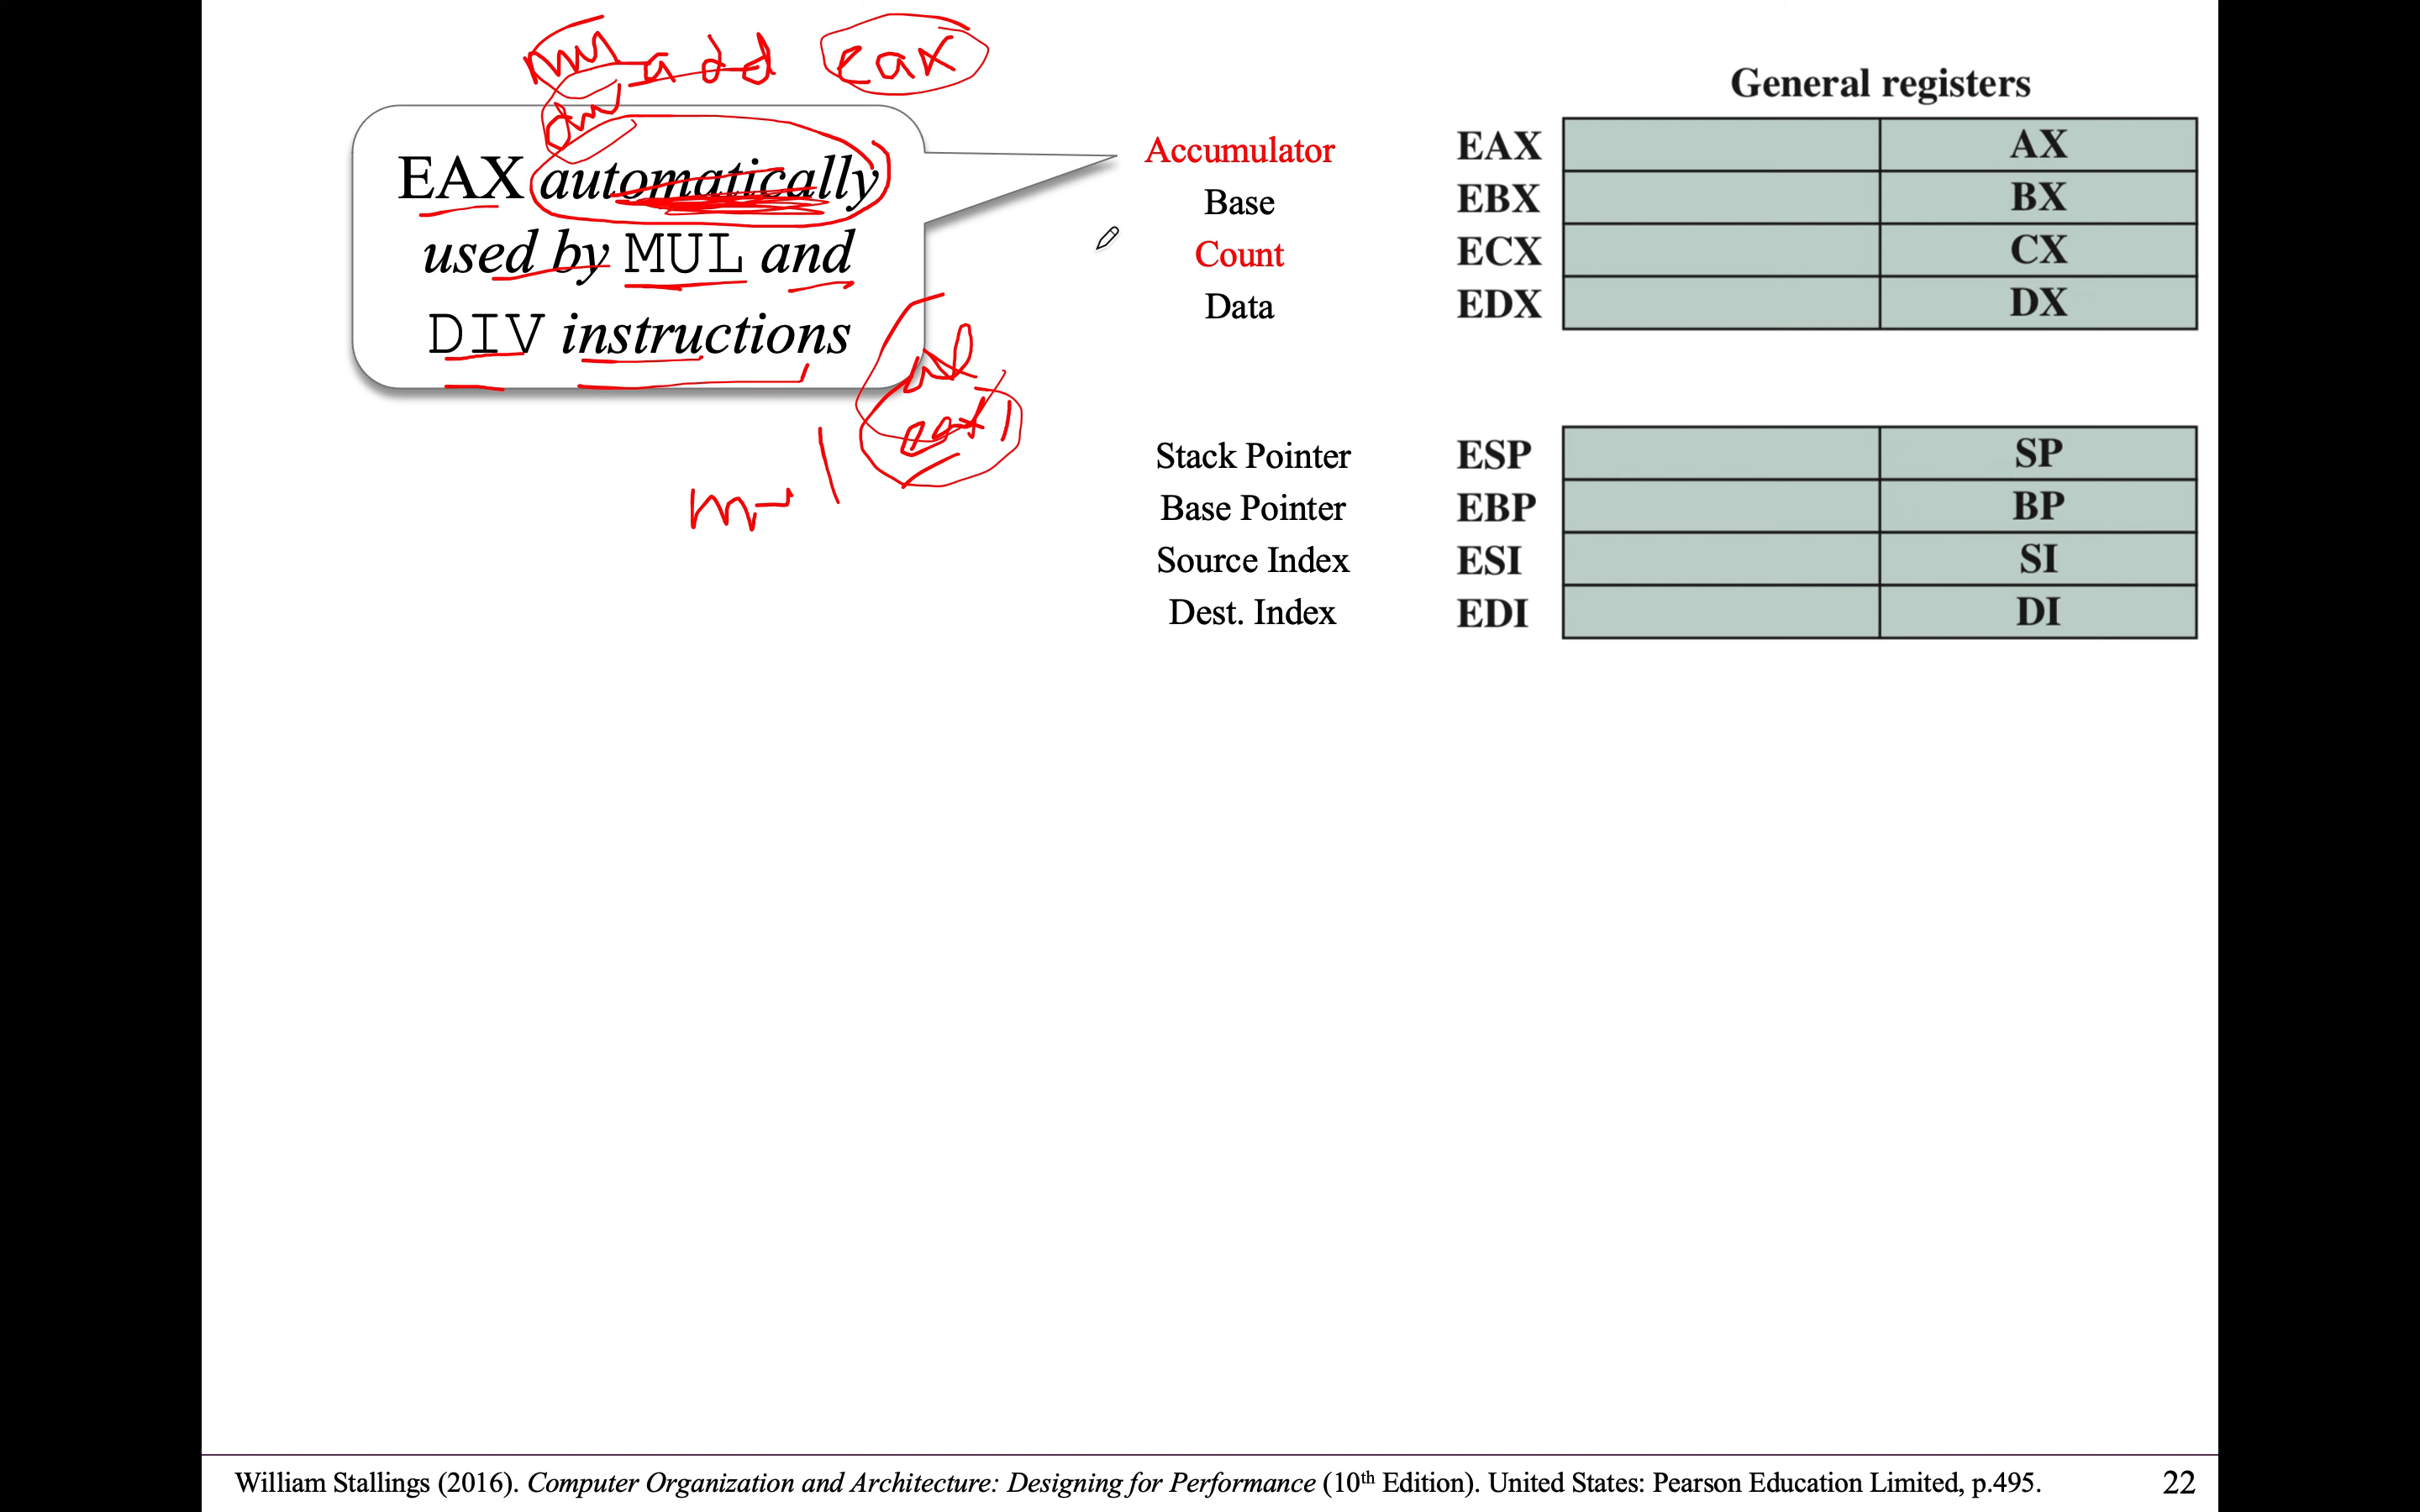 add eax
EAX automatically
used by MUL and
DIV instructions
mul
General registers
Accumulator EAX AX
Base EBX BX
Count ECX CX
Data EDX DX
Stack Pointer ESP SP
Base Pointer EBP BP
Source Index ESI SI
Dest. Index EDI DI
William Stallings (2016). Computer Organization and Architecture: Designing for Performance (10th Edition). United States: Pearson Education Limited, p.495. 22